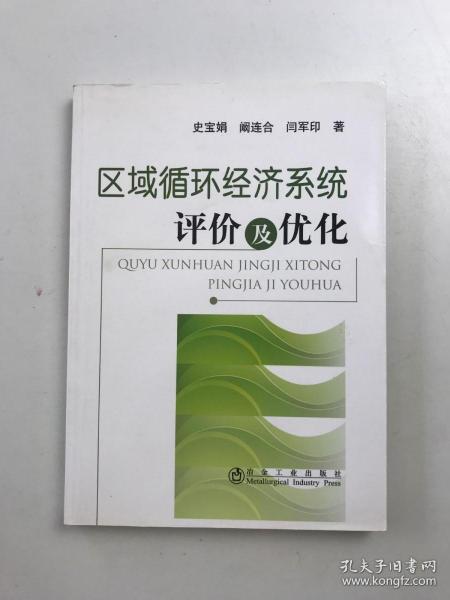 史宝娟 阚连合 闫军印 著
区域循环经济系统
评价及优化
QUYU XUNHUAN JINGJI XITONG
PINGJIA JI YOUHUA
冶金工业出版社
Metallurgical Industry Press
孔夫子旧书网
www.kongfz.com